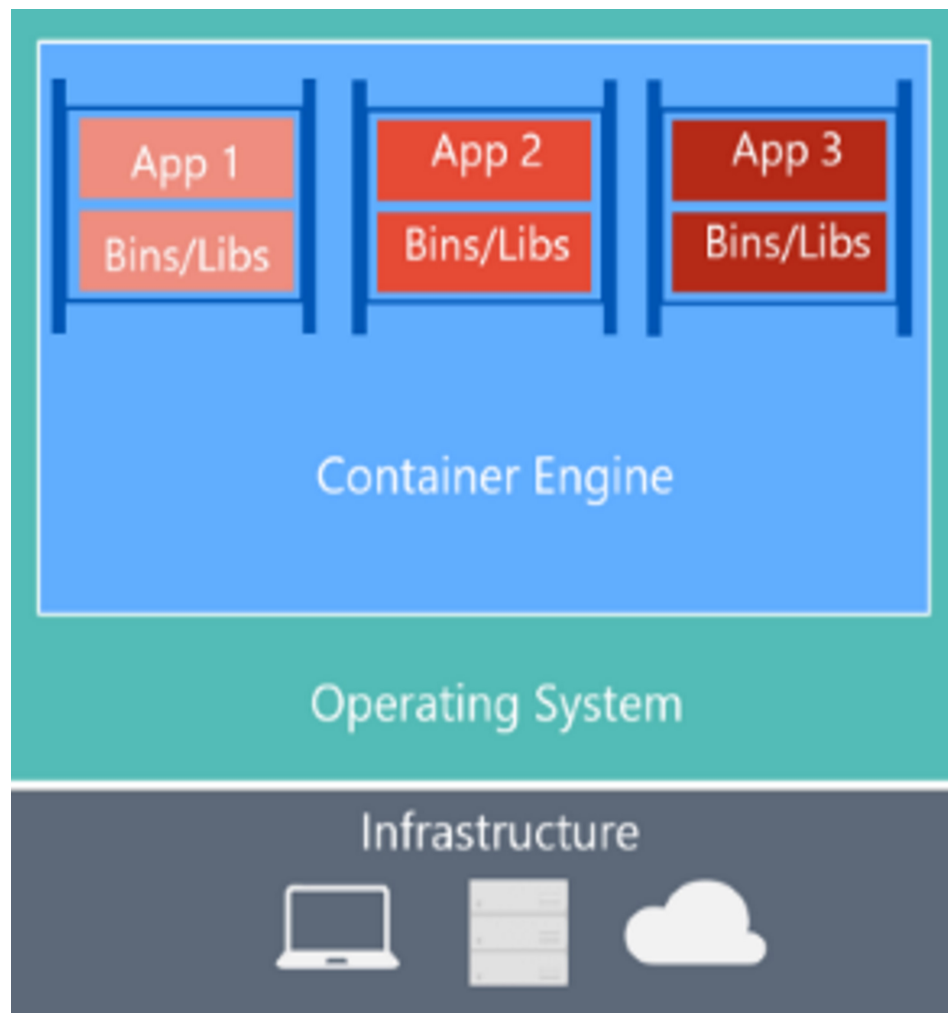 App 1
App 2
App 3
Bins/Libs
Bins/Libs
Bins/Libs
Container Engine
Operating System
Infrastructure